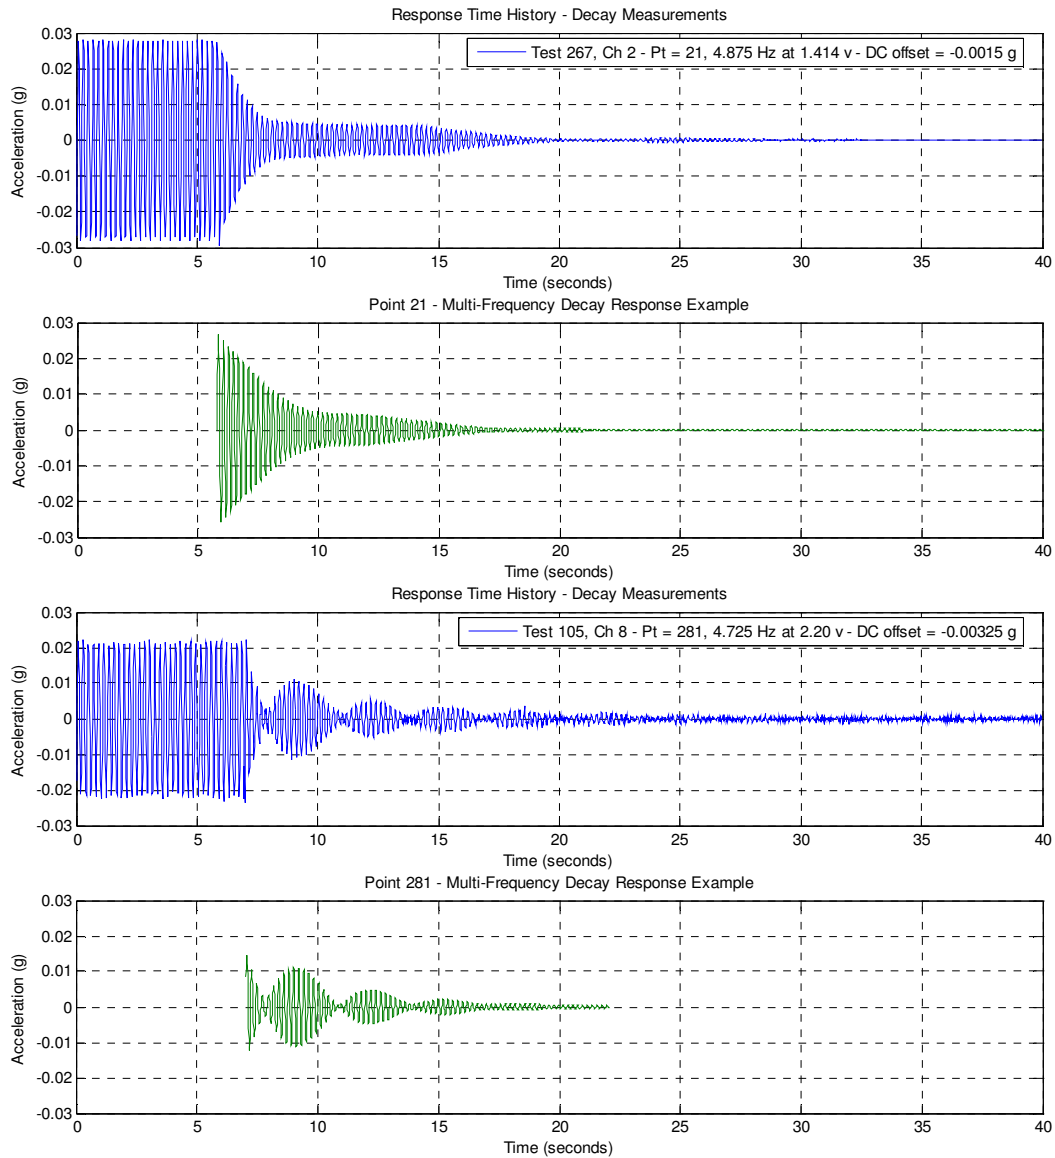 Response Time History - Decay Measurements
0.03
0.02
0.01
0
-0.01
-0.02
-0.03
Acceleration (g)
Test 267, Ch 2 - Pt = 21, 4.875 Hz at 1.414 v - DC offset = -0.0015 g
0 5 10 15 20 25 30 35 40
Time (seconds)
Point 21 - Multi-Frequency Decay Response Example
0.03
0.02
0.01
0
-0.01
-0.02
-0.03
Acceleration (g)
0 5 10 15 20 25 30 35 40
Time (seconds)
Response Time History - Decay Measurements
0.03
0.02
0.01
0
-0.01
-0.02
-0.03
Acceleration (g)
Test 105, Ch 8 - Pt = 281, 4.725 Hz at 2.20 v - DC offset = -0.00325 g
0 5 10 15 20 25 30 35 40
Time (seconds)
Point 281 - Multi-Frequency Decay Response Example
0.03
0.02
0.01
0
-0.01
-0.02
-0.03
Acceleration (g)
0 5 10 15 20 25 30 35 40
Time (seconds)